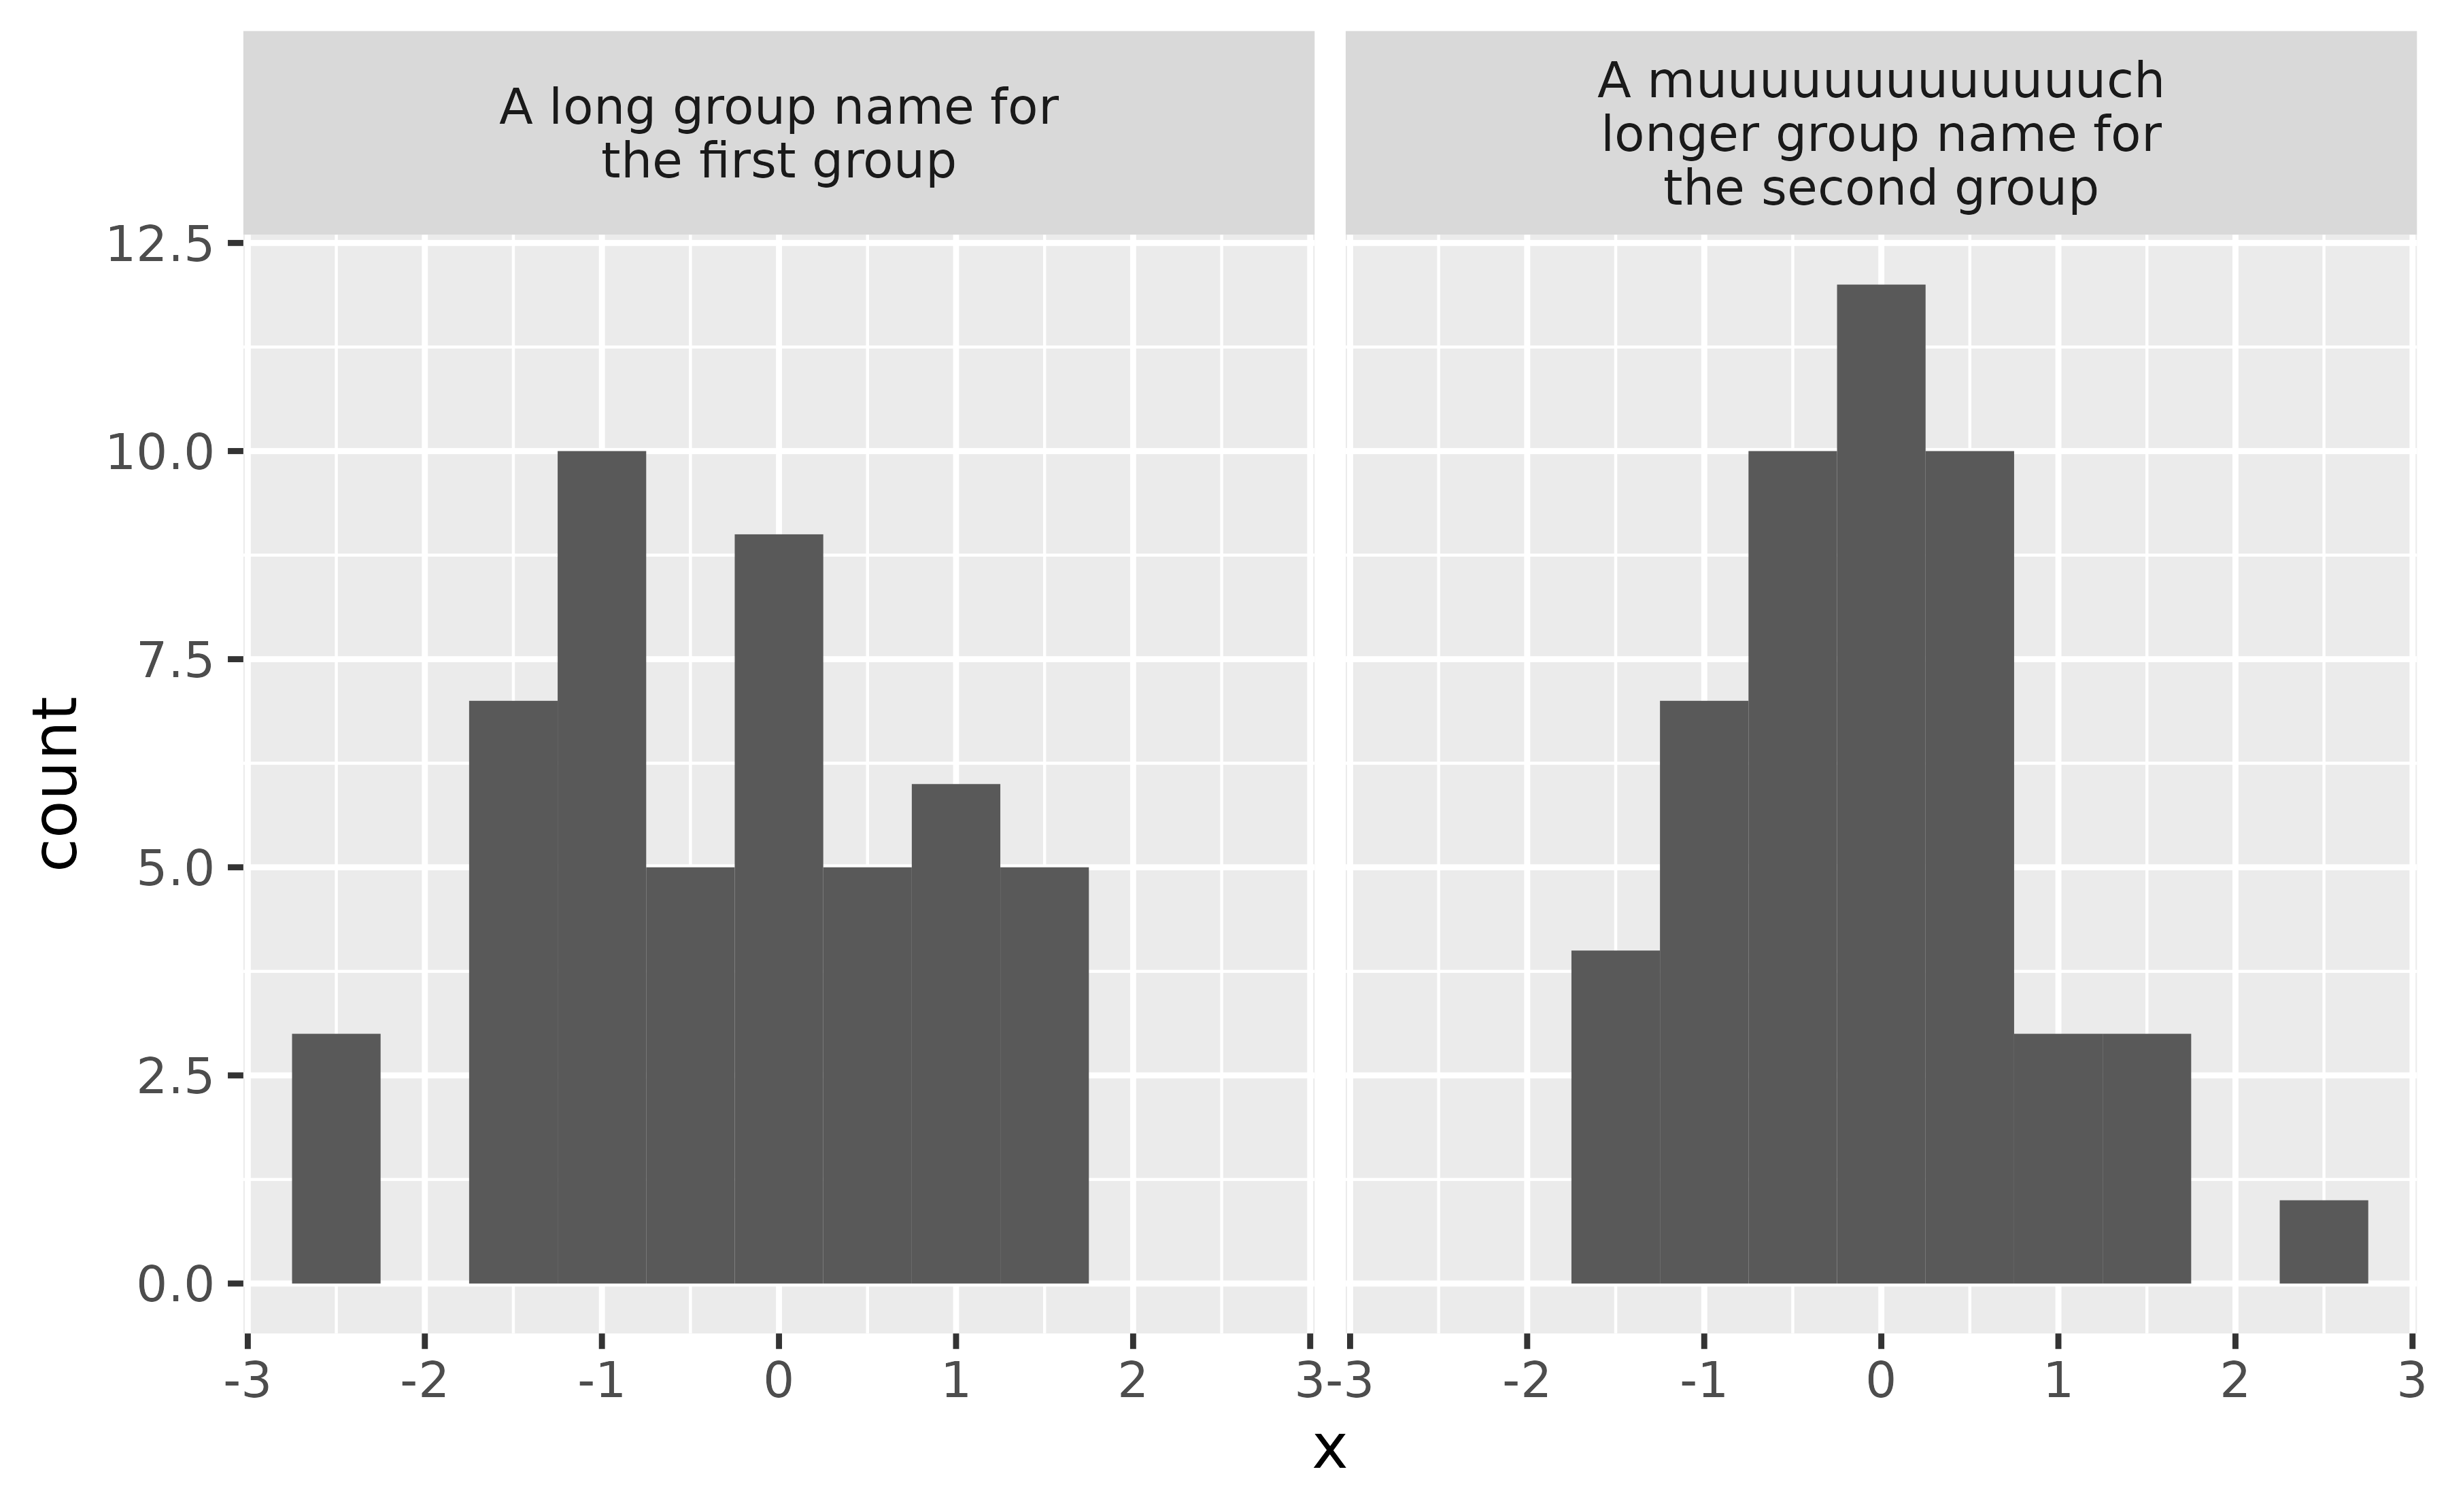 A long group name for
the first group
A muuuuuuuuuuuuuuch
longer group name for
the second group
12.5
10.0
7.5
5.0
2.5
0.0
count
-3 -2 -1 0 1 2 3
-3 -2 -1 0 1 2 3
x